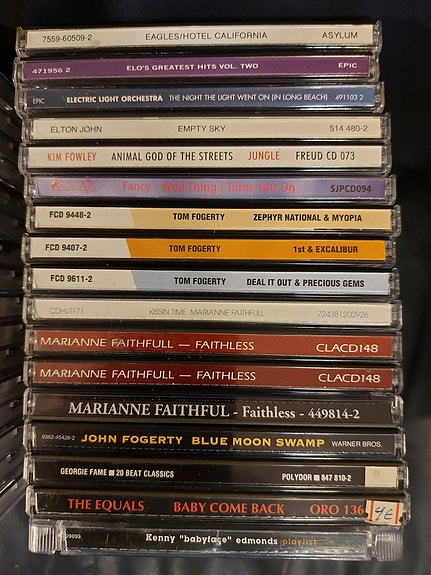 7559-60509-2 EAGLES/HOTEL CALIFORNIA ASYLUM
471956 2 ELO'S GREATEST HITS VOL. TWO EPIC
EPIC ELECTRIC LIGHT ORCHESTRA THE NIGHT THE LIGHT WENT ON (IN LONG BEACH) 491103 2
ELTON JOHN EMPTY SKY 514 480-2
KIM FOWLEY ANIMAL GOD OF THE STREETS JUNGLE FREUD CD 073
Fancy - Wild Thing / Turns You On SJPCD094
FCD 9448-2 TOM FOGERTY ZEPHYR NATIONAL & MYOPIA
FCD 9407-2 TOM FOGERTY 1st & EXCALIBUR
FCD 9611-2 TOM FOGERTY DEAL IT OUT & PRECIOUS GEMS
CDHUTF71 KISSIN TIME MARIANNE FAITHFULL 724381200926
MARIANNE FAITHFULL — FAITHLESS CLACD148
MARIANNE FAITHFULL — FAITHLESS CLACD148
MARIANNE FAITHFUL - Faithless - 449814-2
9362-45426-2 JOHN FOGERTY BLUE MOON SWAMP WARNER BROS.
GEORGIE FAME ■ 20 BEAT CLASSICS POLYDOR ■ 847 810-2
THE EQUALS BABY COME BACK ORO 136 4€
Kenny "babyface" edmonds playlist